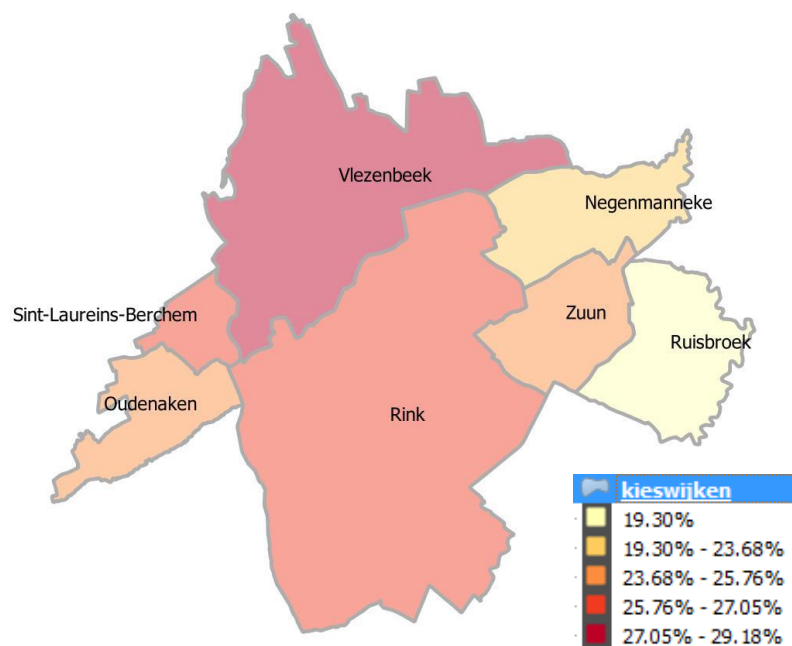 Vlezenbeek
Negenmanneke
Sint-Laureins-Berchem
Zuun
Ruisbroek
Oudenaken
Rink
kieswijken
19.30%
19.30% - 23.68%
23.68% - 25.76%
25.76% - 27.05%
27.05% - 29.18%